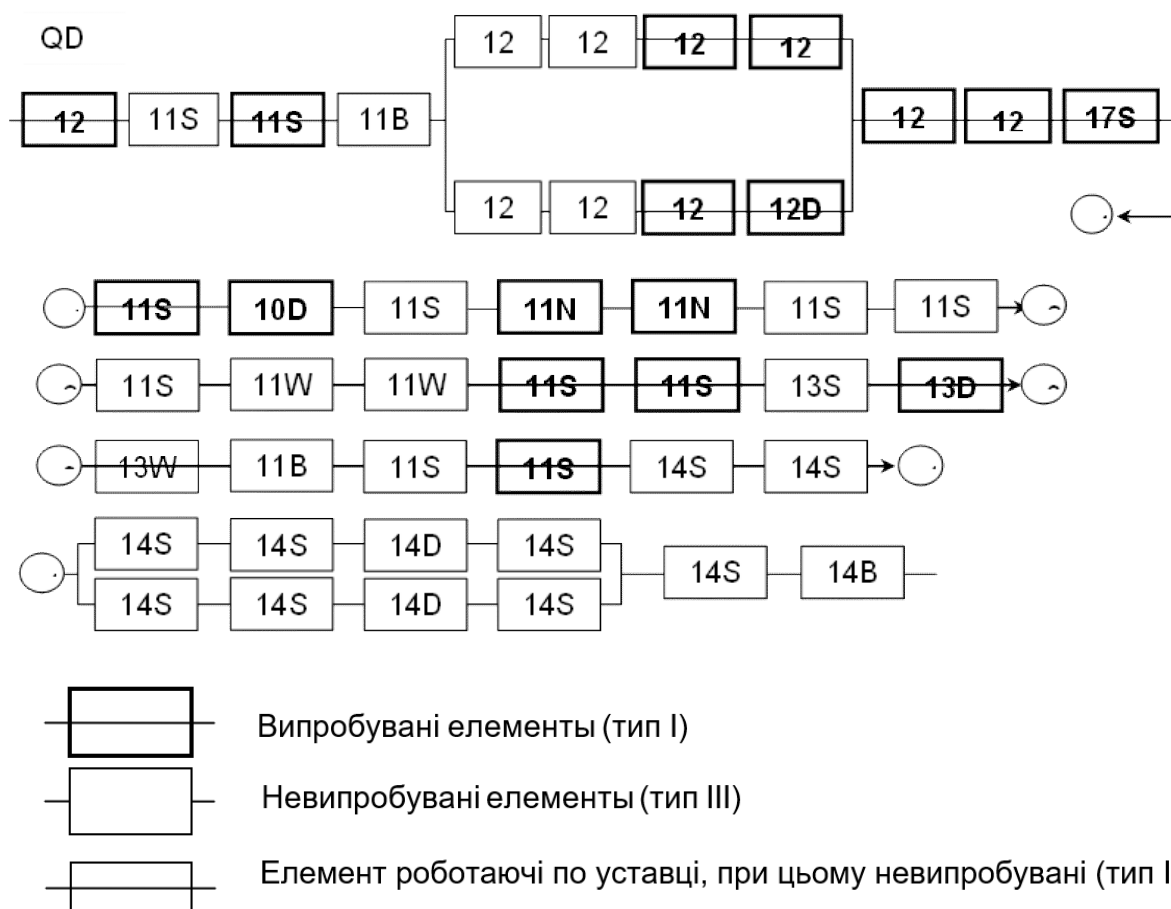 QD
12 12 12 12
12 11S 11S 11B 12 12 17S
12 12 12 12D
11S 10D 11S 11N 11N 11S 11S
11S 11W 11W 11S 11S 13S 13D
13W 11B 11S 11S 14S 14S
14S 14S 14D 14S
14S 14B
14S 14S 14D 14S
Випробувані елементы (тип I)
Невипробувані елементы (тип III)
Елемент роботаючі по уставці, при цьому невипробувані (тип I